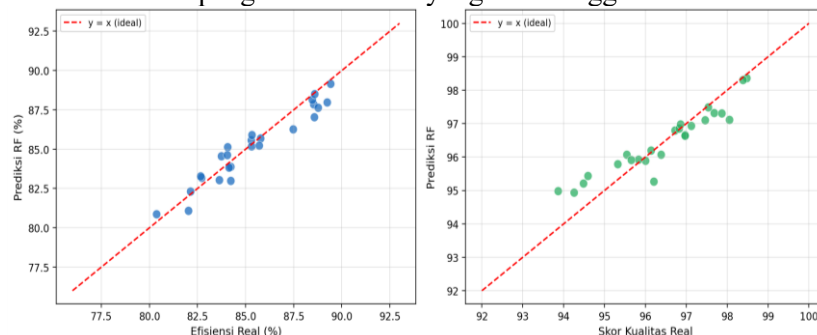 y = x (ideal)
92.5
90.0
87.5
85.0
82.5
80.0
77.5
Prediksi RF (%)
77.5 80.0 82.5 85.0 87.5 90.0 92.5
Efisiensi Real (%)
y = x (ideal)
100
99
98
97
96
95
94
93
92
Prediksi RF
92 93 94 95 96 97 98 99 100
Skor Kualitas Real